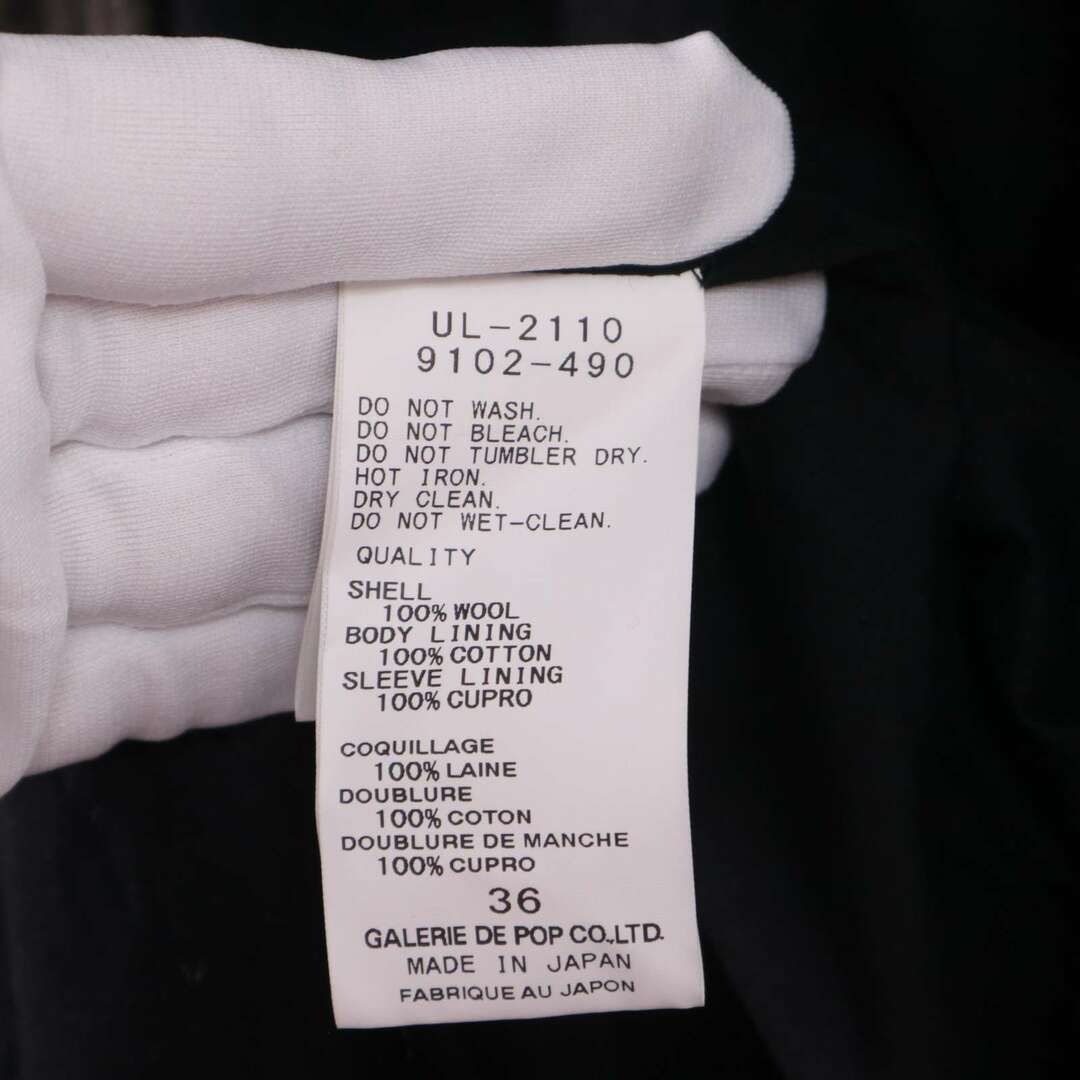 UL-2110
9102-490
DO NOT WASH.
DO NOT BLEACH.
DO NOT TUMBLER DRY.
HOT IRON.
DRY CLEAN.
DO NOT WET-CLEAN.
QUALITY
SHELL
100% WOOL
BODY LINING
100% COTTON
SLEEVE LINING
100% CUPRO
COQUILLAGE
100% LAINE
DOUBLURE
100% COTON
DOUBLURE DE MANCHE
100% CUPRO
36
GALERIE DE POP CO.,LTD.
MADE IN JAPAN
FABRIQUE AU JAPON